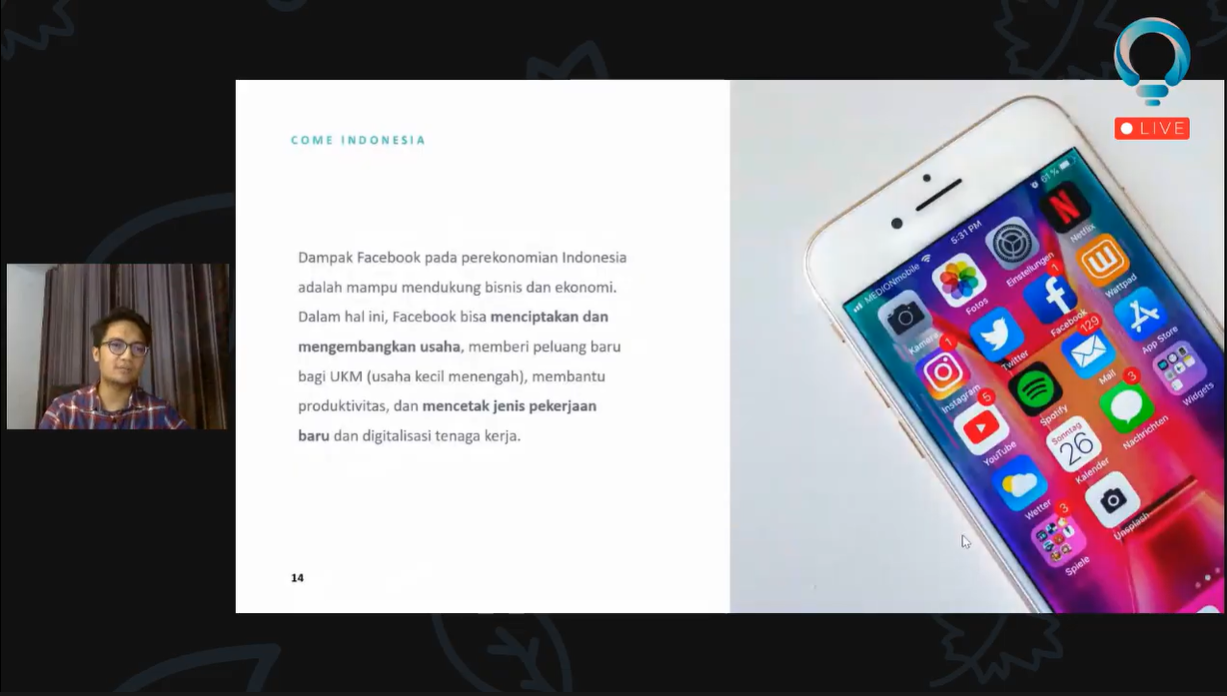 LIVE
COME INDONESIA
Dampak Facebook pada perekonomian Indonesia
adalah mampu mendukung bisnis dan ekonomi.
Dalam hal ini, Facebook bisa menciptakan dan
mengembangkan usaha, memberi peluang baru
bagi UKM (usaha kecil menengah), membantu
produktivitas, dan mencetak jenis pekerjaan
baru dan digitalisasi tenaga kerja.
14
MEDIONmobile
5:31 PM
61 %
Kamera
Fotos
Einstellungen
Netflix
1
Instagram
Twitter
1
Facebook
Wattpad
5
YouTube
Spotify
129
Mail
App Store
Wetter
Sonntag
26
Kalender
3
Nachrichten
Widgets
3
Spiele
Unsplash